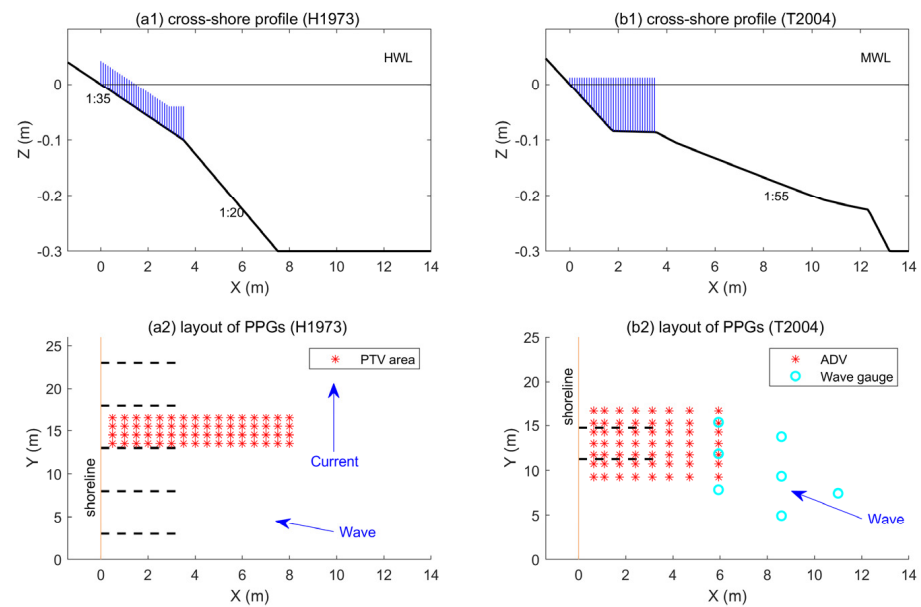 (a1) cross-shore profile (H1973)
HWL
0
-0.1
-0.2
-0.3
Z (m)
1:35
1:20
0 2 4 6 8 10 12 14
X (m)
(b1) cross-shore profile (T2004)
MWL
0
-0.1
-0.2
-0.3
Z (m)
1:55
0 2 4 6 8 10 12 14
X (m)
(a2) layout of PPGs (H1973)
25
20
15
10
5
0
Y (m)
shoreline
PTV area
Current
Wave
0 2 4 6 8 10 12 14
X (m)
(b2) layout of PPGs (T2004)
25
20
15
10
5
0
Y (m)
shoreline
ADV
Wave gauge
Wave
0 2 4 6 8 10 12 14
X (m)